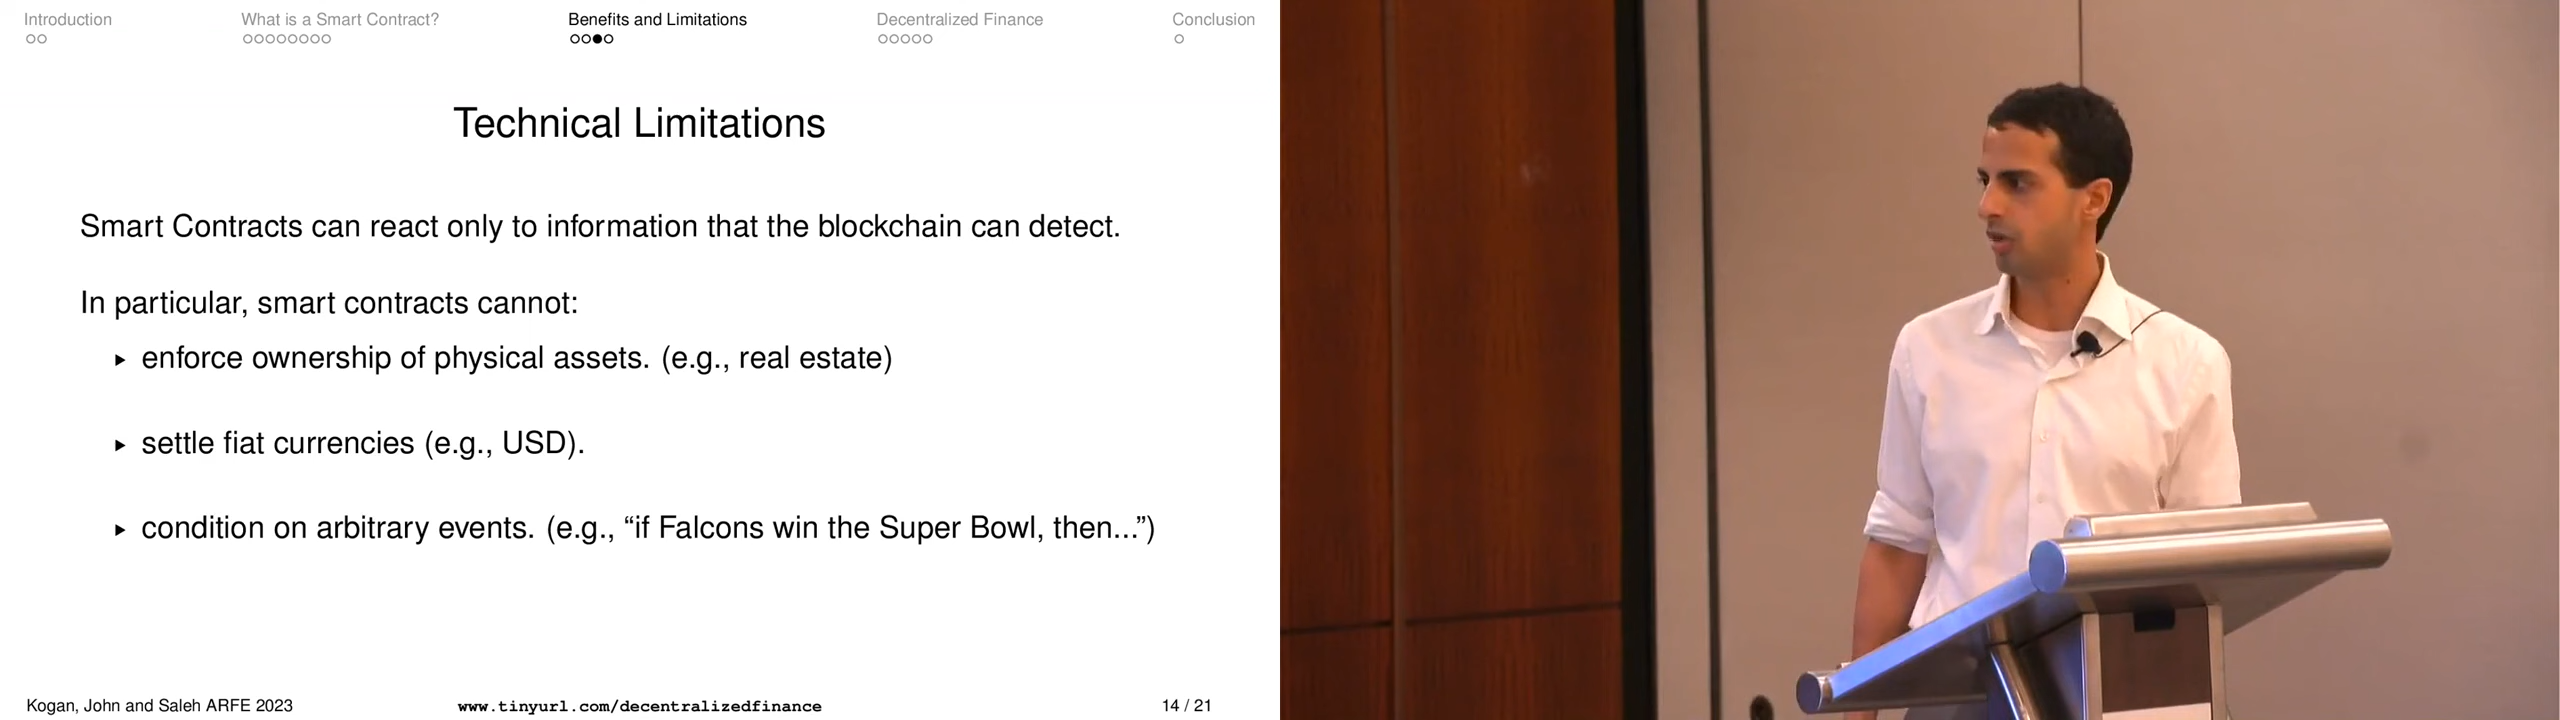 Introduction
What is a Smart Contract?
Benefits and Limitations
Decentralized Finance
Conclusion
Technical Limitations
Smart Contracts can react only to information that the blockchain can detect.
In particular, smart contracts cannot:
▸ enforce ownership of physical assets. (e.g., real estate)
▸ settle fiat currencies (e.g., USD).
▸ condition on arbitrary events. (e.g., “if Falcons win the Super Bowl, then...”)
Kogan, John and Saleh ARFE 2023
www.tinyurl.com/decentralizedfinance
14 / 21